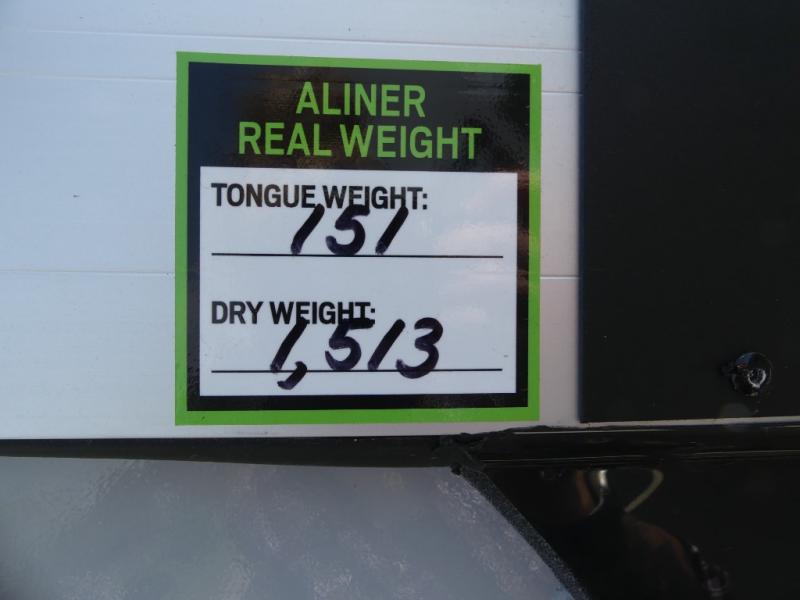 ALINER
REAL WEIGHT
TONGUE WEIGHT:
151
DRY WEIGHT:
1,513